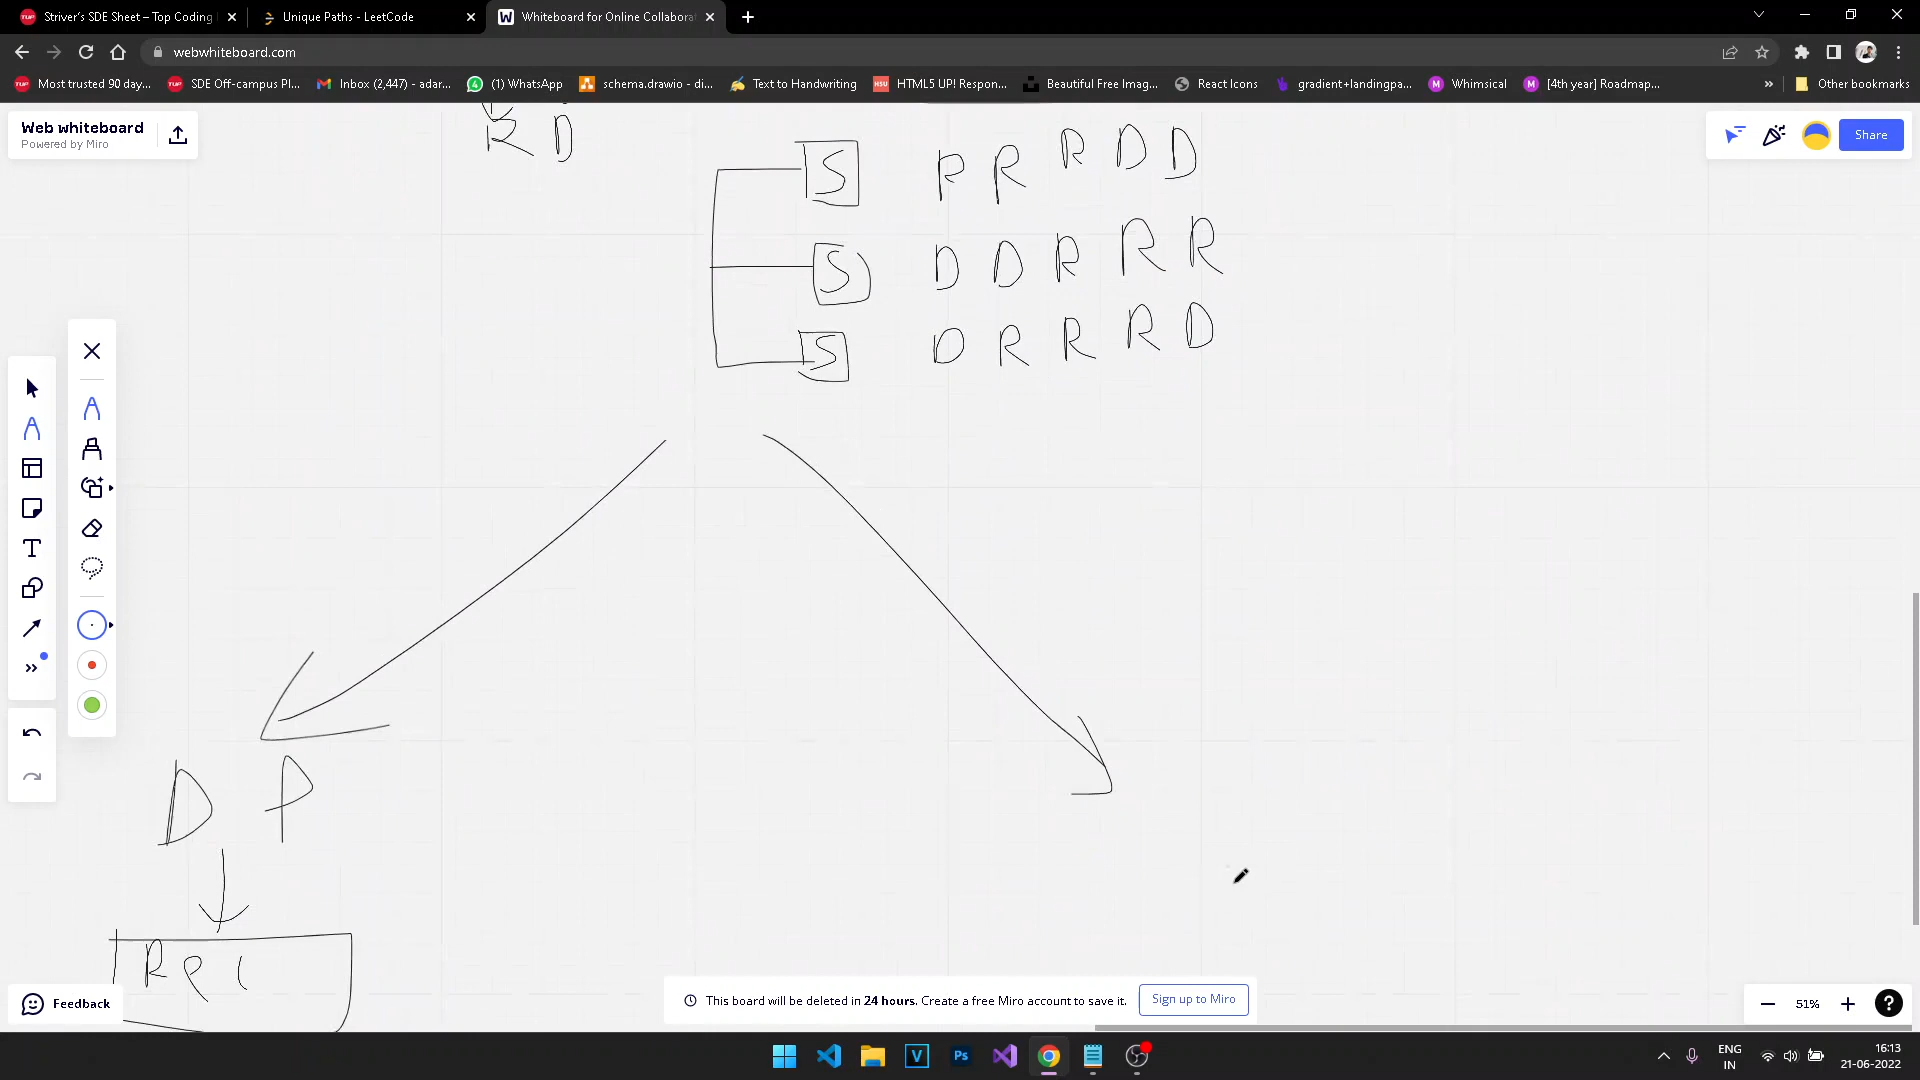 Striver's SDE Sheet – Top Coding
Unique Paths - LeetCode
Whiteboard for Online Collabora
webwhiteboard.com
Most trusted 90 day...
SDE Off-campus Pl...
Inbox (2,447) - adar...
(1) WhatsApp
schema.drawio - di...
Text to Handwriting
HTML5 UP! Respon...
Beautiful Free Imag...
React Icons
gradient+landingpa...
Whimsical
[4th year] Roadmap...
Other bookmarks
Web whiteboard
Powered by Miro
Share
R D
S R R R D D
S D D R R R
S D R R R D
D P
Feedback
This board will be deleted in 24 hours. Create a free Miro account to save it.
Sign up to Miro
51%
ENG
IN
16:13
21-06-2022